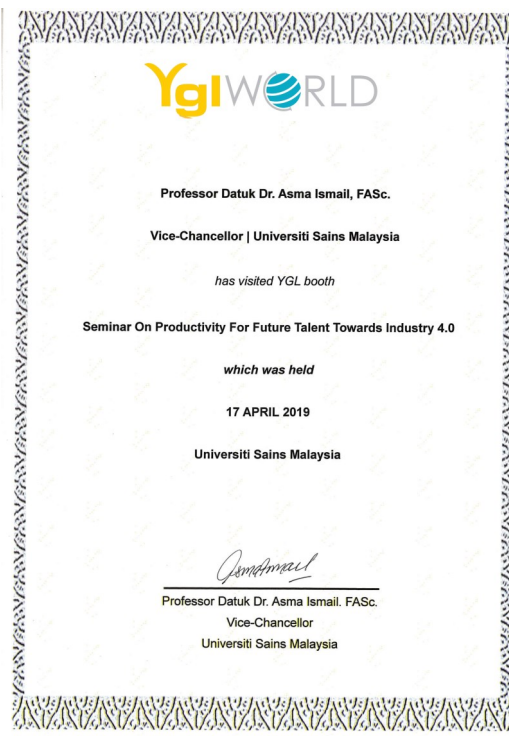 YglWORLD
Professor Datuk Dr. Asma Ismail, FASc.
Vice-Chancellor | Universiti Sains Malaysia
has visited YGL booth
Seminar On Productivity For Future Talent Towards Industry 4.0
which was held
17 APRIL 2019
Universiti Sains Malaysia
AsmaIsmail
Professor Datuk Dr. Asma Ismail. FASc.
Vice-Chancellor
Universiti Sains Malaysia